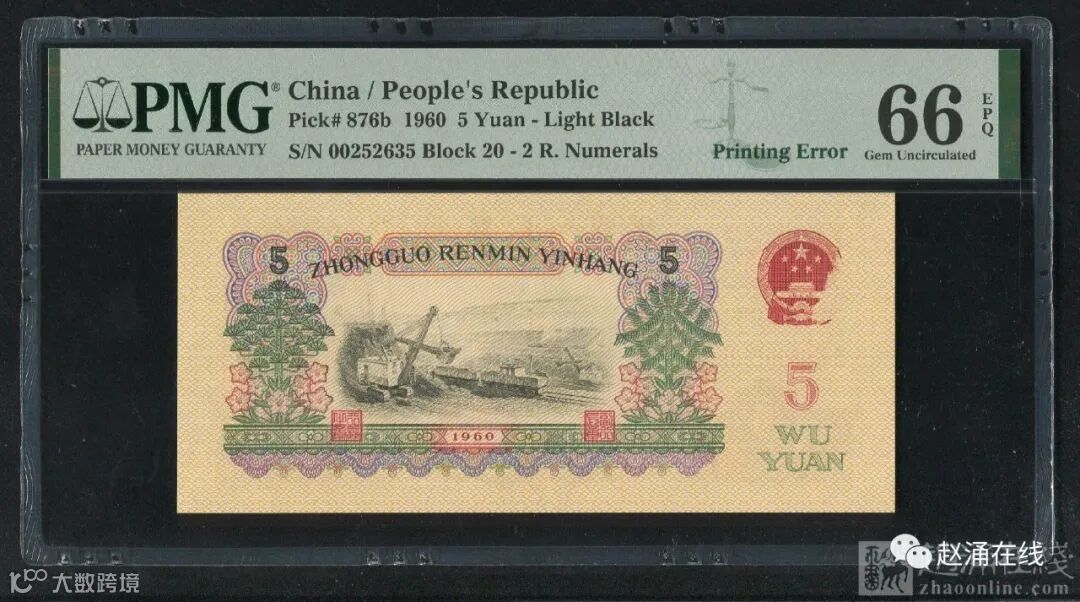 PMG®
PAPER MONEY GUARANTY
China / People's Republic
Pick# 876b 1960 5 Yuan - Light Black
S/N 00252635 Block 20 - 2 R. Numerals
Printing Error
66
EPQ
Gem Uncirculated
5
ZHONGGUO RENMIN YINHANG
5
5
WU
YUAN
1960
大数跨境
赵涌在线
zhaoonline.com